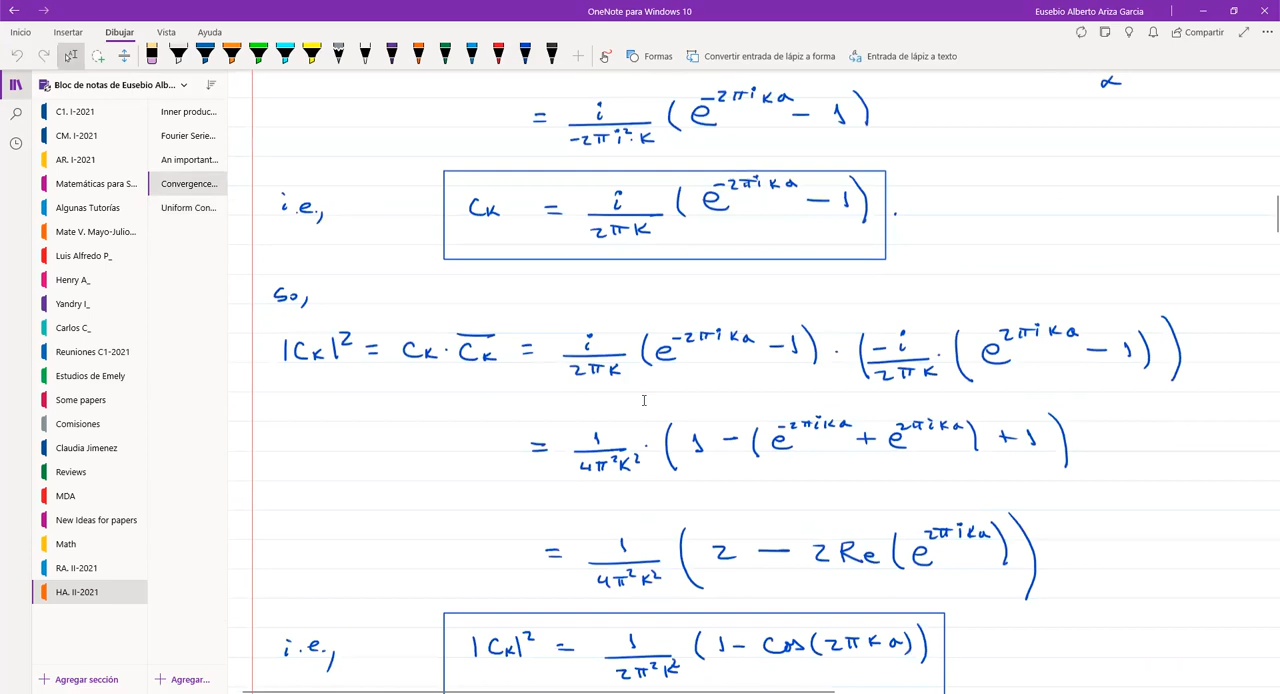 OneNote para Windows 10
Eusebio Alberto Ariza Garcia
Inicio Insertar Dibujar Vista Ayuda
Compartir
Formas Convertir entrada de lápiz a forma Entrada de lápiz a texto
Bloc de notas de Eusebio Alb...
C1. I-2021
CM. I-2021
AR. I-2021
Matemáticas para S...
Algunas Tutorías
Mate V. Mayo-Julio...
Luis Alfredo P_
Henry A_
Yandry I_
Carlos C_
Reuniones C1-2021
Estudios de Emely
Some papers
Comisiones
Claudia Jimenez
Reviews
MDA
New Ideas for papers
Math
RA. II-2021
HA. II-2021
Agregar sección
Inner produc...
Fourier Serie...
An important...
Convergence...
Uniform Con...
Agregar...
α
= i/(-2πi²·k) (e^{-2πika} - 1)
i.e., c_k = i/(2πk) (e^{-2πika} - 1).
so,
|c_k|² = c_k · \overline{c_k} = i/(2πk) (e^{-2πika} - 1) · (-i/(2πk) · (e^{2πika} - 1))
= 1/(4π²k²) · (1 - (e^{-2πika} + e^{2πika}) + 1)
= 1/(4π²k²) (2 - 2Re(e^{2πika}))
i.e., |c_k|² = 1/(2π²k²) (1 - Cos(2πka))